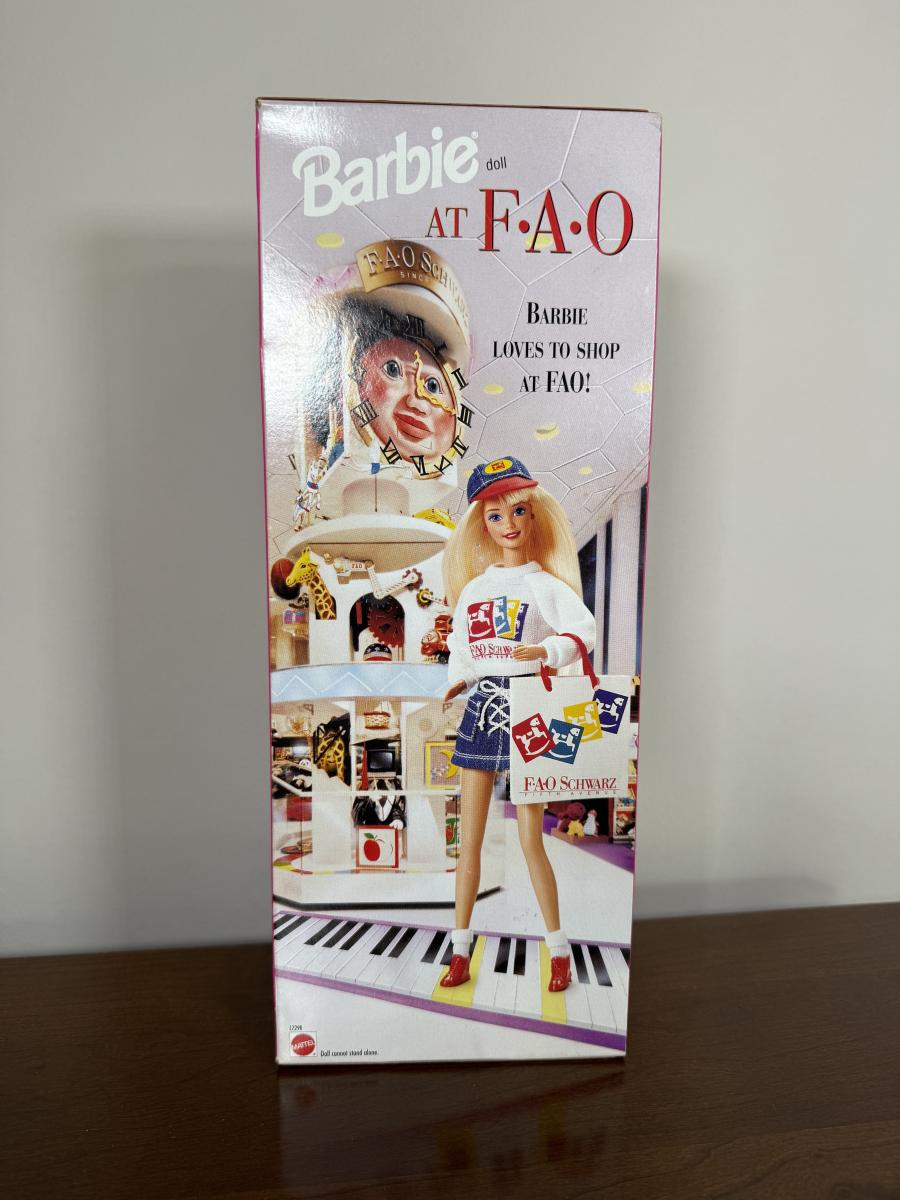 Barbie® doll
AT F•A•O
F•A•O SCHWARZ
SINCE
BARBIE
LOVES TO SHOP
AT FAO!
FAO SCHWARZ
F•A•O SCHWARZ
FIFTH AVENUE
17298
MATTEL
Doll cannot stand alone.